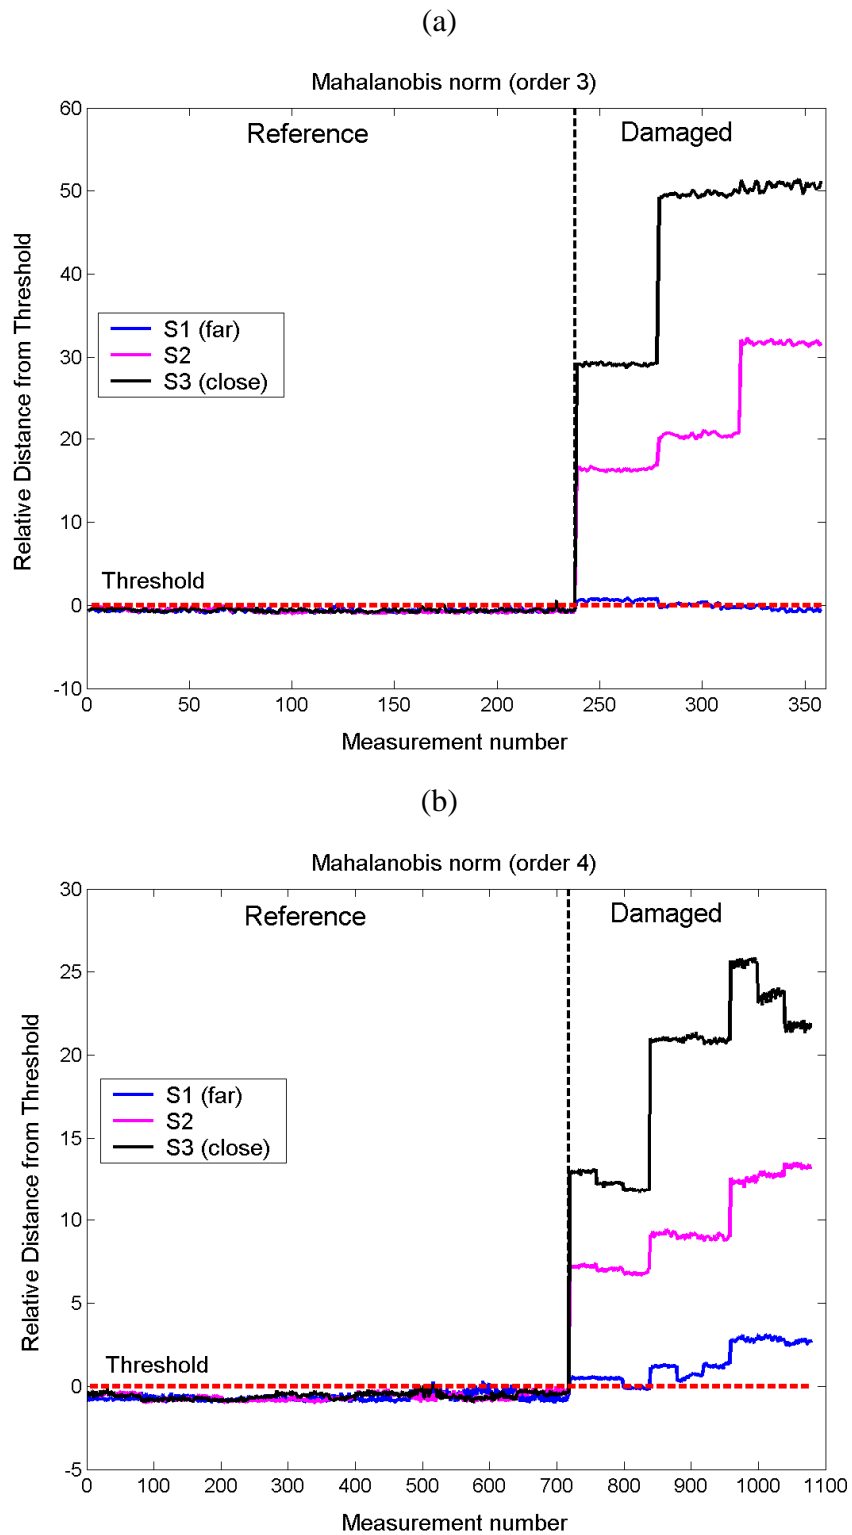 (a)
Mahalanobis norm (order 3)
60
50
40
30
20
10
0
-10
Relative Distance from Threshold
Reference
Damaged
S1 (far)
S2
S3 (close)
Threshold
0 50 100 150 200 250 300 350
Measurement number
(b)
Mahalanobis norm (order 4)
30
25
20
15
10
5
0
-5
Relative Distance from Threshold
Reference
Damaged
S1 (far)
S2
S3 (close)
Threshold
0 100 200 300 400 500 600 700 800 900 1000 1100
Measurement number